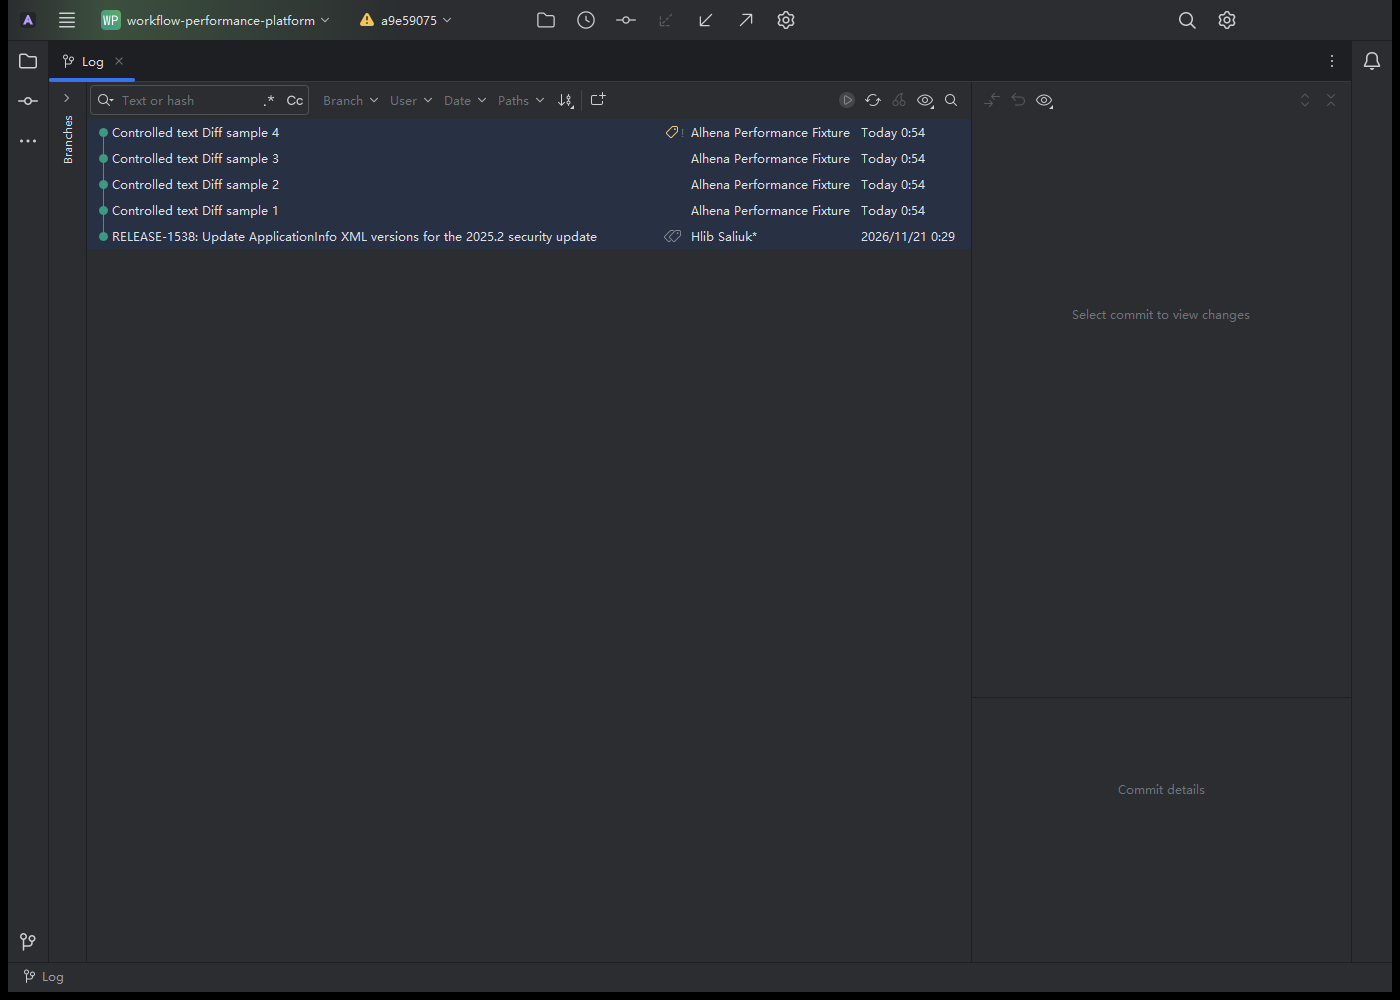 A
WP workflow-performance-platform
a9e59075
Log
Text or hash .* Cc Branch User Date Paths
Branches
Controlled text Diff sample 4 Alhena Performance Fixture Today 0:54
Controlled text Diff sample 3 Alhena Performance Fixture Today 0:54
Controlled text Diff sample 2 Alhena Performance Fixture Today 0:54
Controlled text Diff sample 1 Alhena Performance Fixture Today 0:54
RELEASE-1538: Update ApplicationInfo XML versions for the 2025.2 security update Hlib Saliuk* 2026/11/21 0:29
Select commit to view changes
Commit details
Log